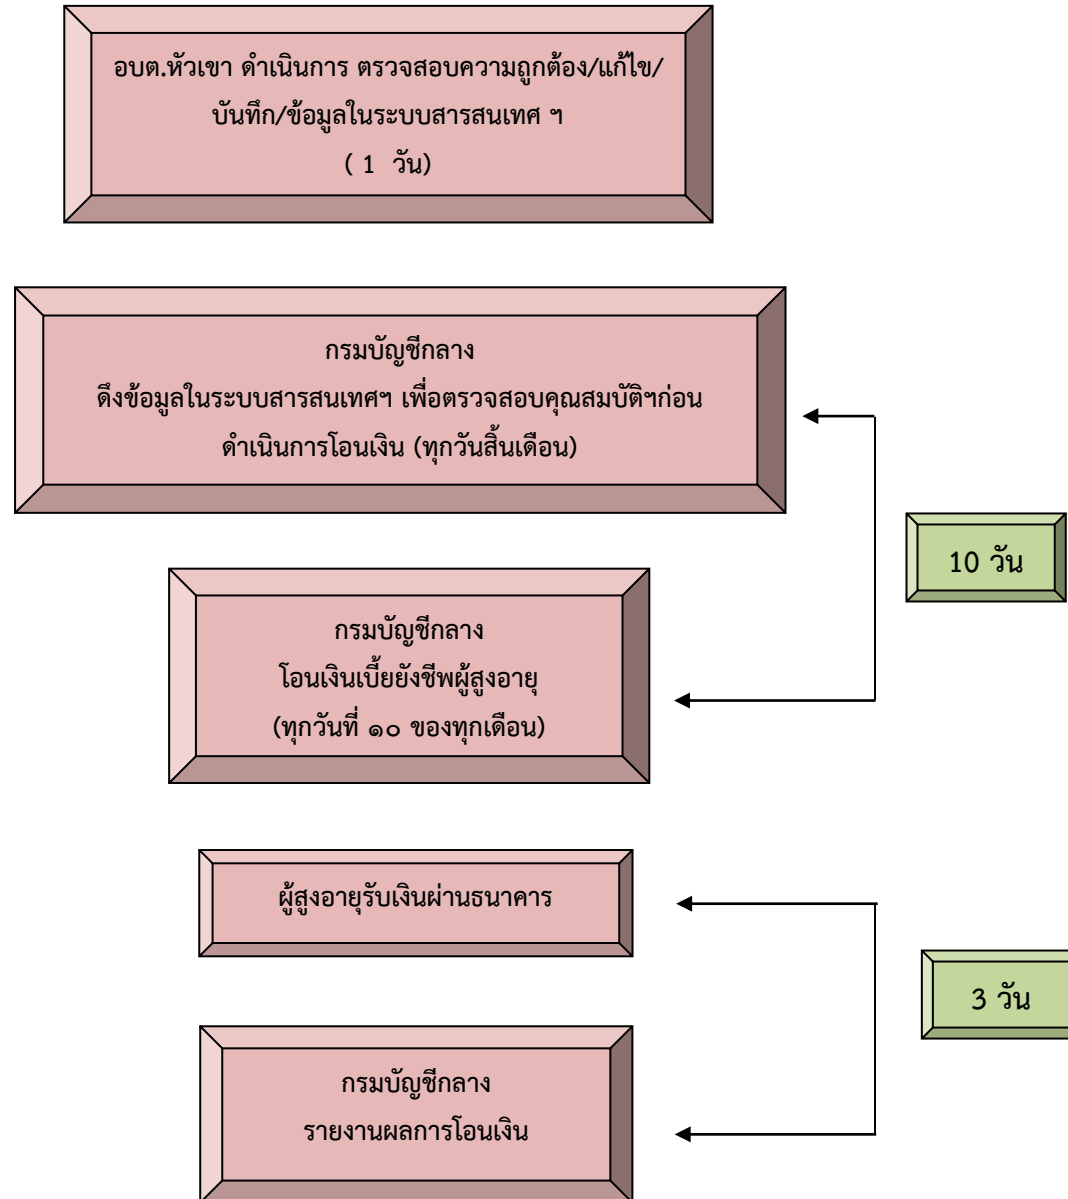 อบต.หัวเขา ดำเนินการ ตรวจสอบความถูกต้อง/แก้ไข/
บันทึก/ข้อมูลในระบบสารสนเทศ ฯ
( 1 วัน)
กรมบัญชีกลาง
ดึงข้อมูลในระบบสารสนเทศฯ เพื่อตรวจสอบคุณสมบัติฯก่อน
ดำเนินการโอนเงิน (ทุกวันสิ้นเดือน)
10 วัน
กรมบัญชีกลาง
โอนเงินเบี้ยยังชีพผู้สูงอายุ
(ทุกวันที่ ๑๐ ของทุกเดือน)
ผู้สูงอายุรับเงินผ่านธนาคาร
3 วัน
กรมบัญชีกลาง
รายงานผลการโอนเงิน